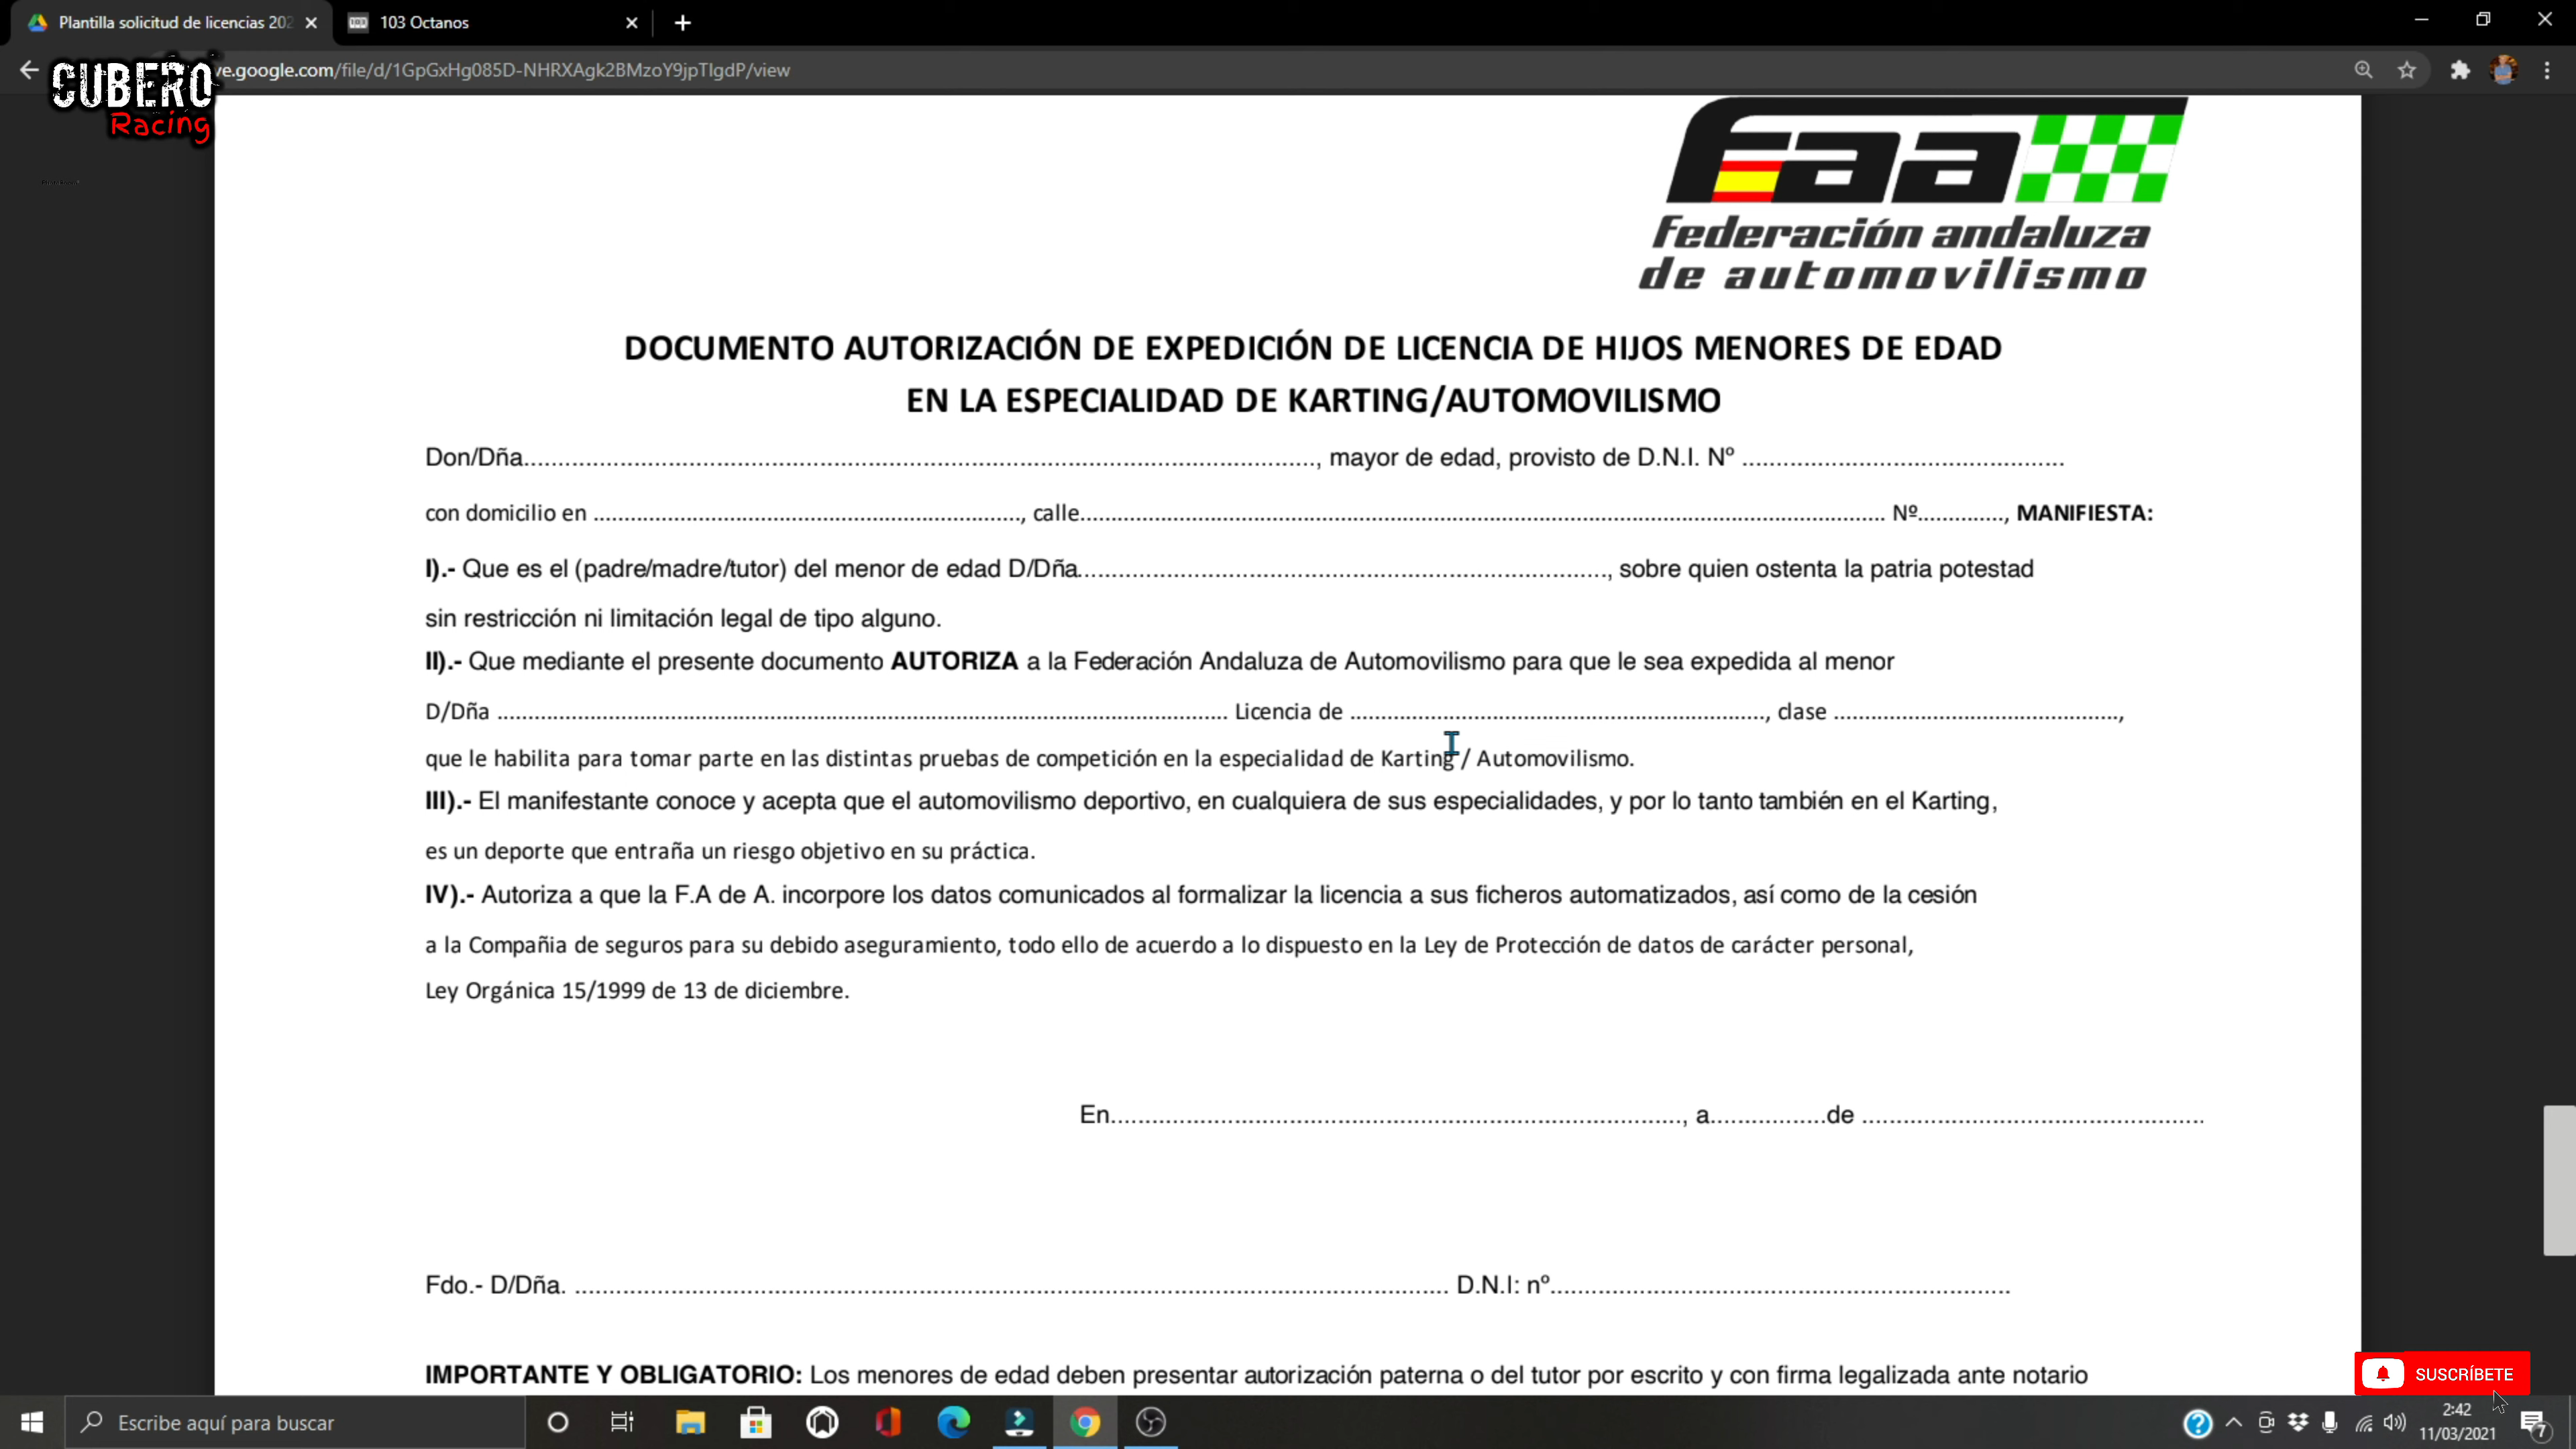 Plantilla solicitud de licencias 202
103 Octanos
CUBERO
Racing
ve.google.com/file/d/1GpGxHg085D-NHRXAgk2BMzoY9jpTIgdP/view
faa
federación andaluza
de automovilismo
DOCUMENTO AUTORIZACIÓN DE EXPEDICIÓN DE LICENCIA DE HIJOS MENORES DE EDAD
EN LA ESPECIALIDAD DE KARTING/AUTOMOVILISMO
Don/Dña...................................................................................................................., mayor de edad, provisto de D.N.I. Nº ...............................................
con domicilio en ......................................................................., calle..................................................................................................................................... Nº.............., MANIFIESTA:
I).- Que es el (padre/madre/tutor) del menor de edad D/Dña............................................................................., sobre quien ostenta la patria potestad
sin restricción ni limitación legal de tipo alguno.
II).- Que mediante el presente documento AUTORIZA a la Federación Andaluza de Automovilismo para que le sea expedida al menor
D/Dña ........................................................................................................................ Licencia de ...................................................................., clase ...............................................,
que le habilita para tomar parte en las distintas pruebas de competición en la especialidad de Karting / Automovilismo.
III).- El manifestante conoce y acepta que el automovilismo deportivo, en cualquiera de sus especialidades, y por lo tanto también en el Karting,
es un deporte que entraña un riesgo objetivo en su práctica.
IV).- Autoriza a que la F.A de A. incorpore los datos comunicados al formalizar la licencia a sus ficheros automatizados, así como de la cesión
a la Compañia de seguros para su debido aseguramiento, todo ello de acuerdo a lo dispuesto en la Ley de Protección de datos de carácter personal,
Ley Orgánica 15/1999 de 13 de diciembre.
En..................................................................................., a.................de ..................................................
Fdo.- D/Dña. ................................................................................................................................ D.N.I: nº...................................................................
IMPORTANTE Y OBLIGATORIO: Los menores de edad deben presentar autorización paterna o del tutor por escrito y con firma legalizada ante notario
SUSCRÍBETE
Escribe aquí para buscar
2:42
11/03/2021
7